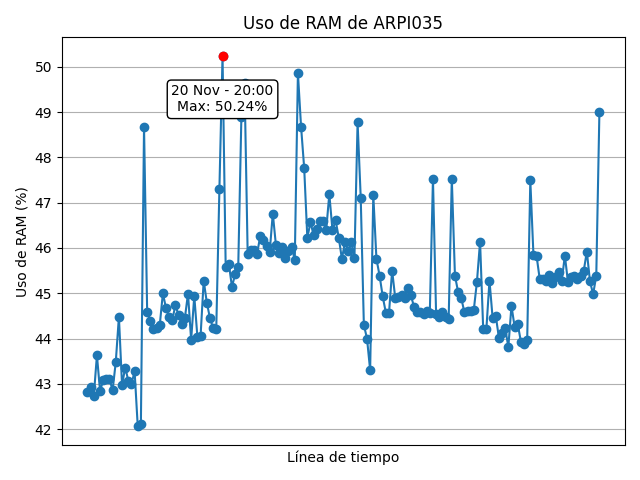 Uso de RAM de ARPI035
50
20 Nov - 20:00
Max: 50.24%
49
48
47
46
45
44
43
42
Uso de RAM (%)
Línea de tiempo